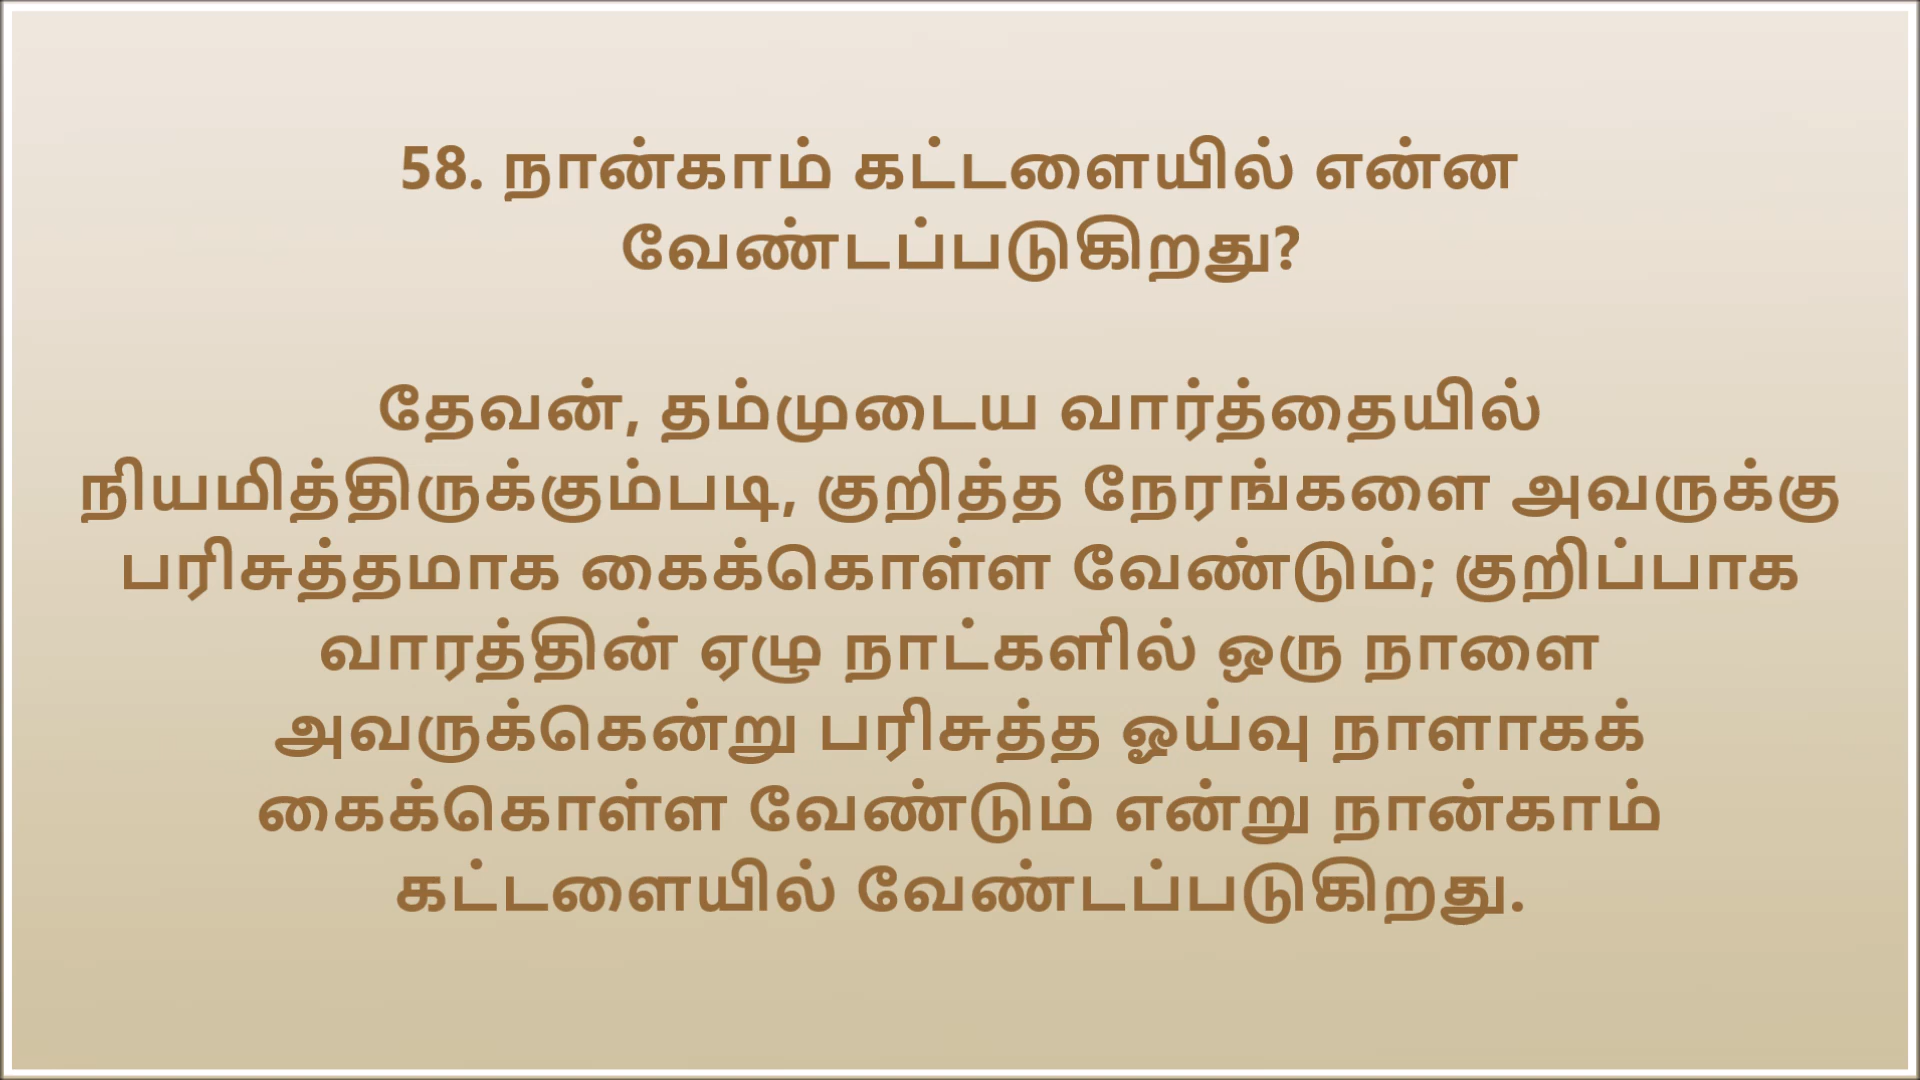 58. நான்காம் கட்டளையில் என்ன
வேண்டப்படுகிறது?
தேவன், தம்முடைய வார்த்தையில்
நியமித்திருக்கும்படி, குறித்த நேரங்களை அவருக்கு
பரிசுத்தமாக கைக்கொள்ள வேண்டும்; குறிப்பாக
வாரத்தின் ஏழு நாட்களில் ஒரு நாளை
அவருக்கென்று பரிசுத்த ஓய்வு நாளாகக்
கைக்கொள்ள வேண்டும் என்று நான்காம்
கட்டளையில் வேண்டப்படுகிறது.